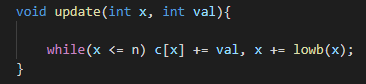 void update(int x, int val){
while(x <= n) c[x] += val, x += lowb(x);
}